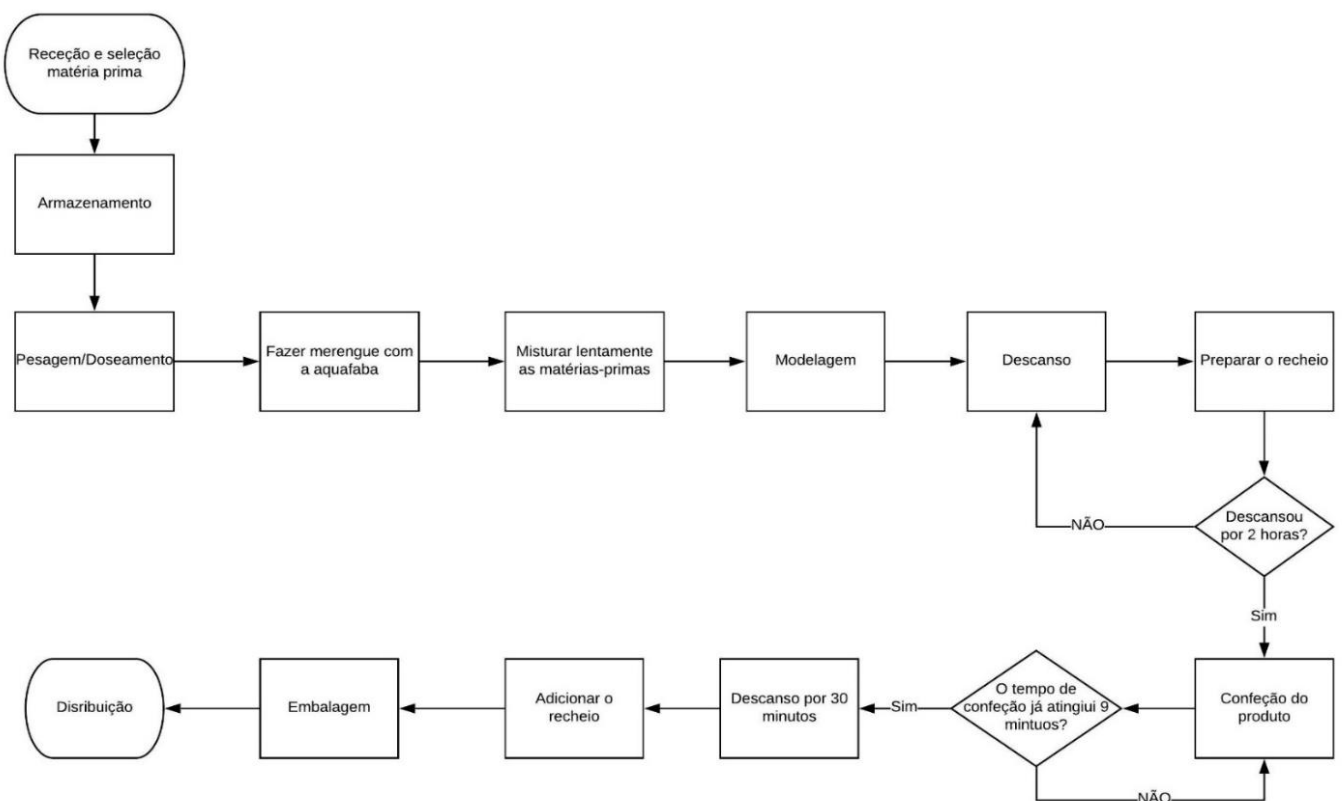 Receção e seleção
matéria prima
Armazenamento
Pesagem/Doseamento
Fazer merengue com
a aquafaba
Misturar lentamente
as matérias-primas
Modelagem
Descanso
Preparar o recheio
Descansou
por 2 horas?
NÃO
Sim
Confeção do
produto
O tempo de
confeção já atingiui 9
mintuos?
NÃO
Sim
Descanso por 30
minutos
Adicionar o
recheio
Embalagem
Disribuição